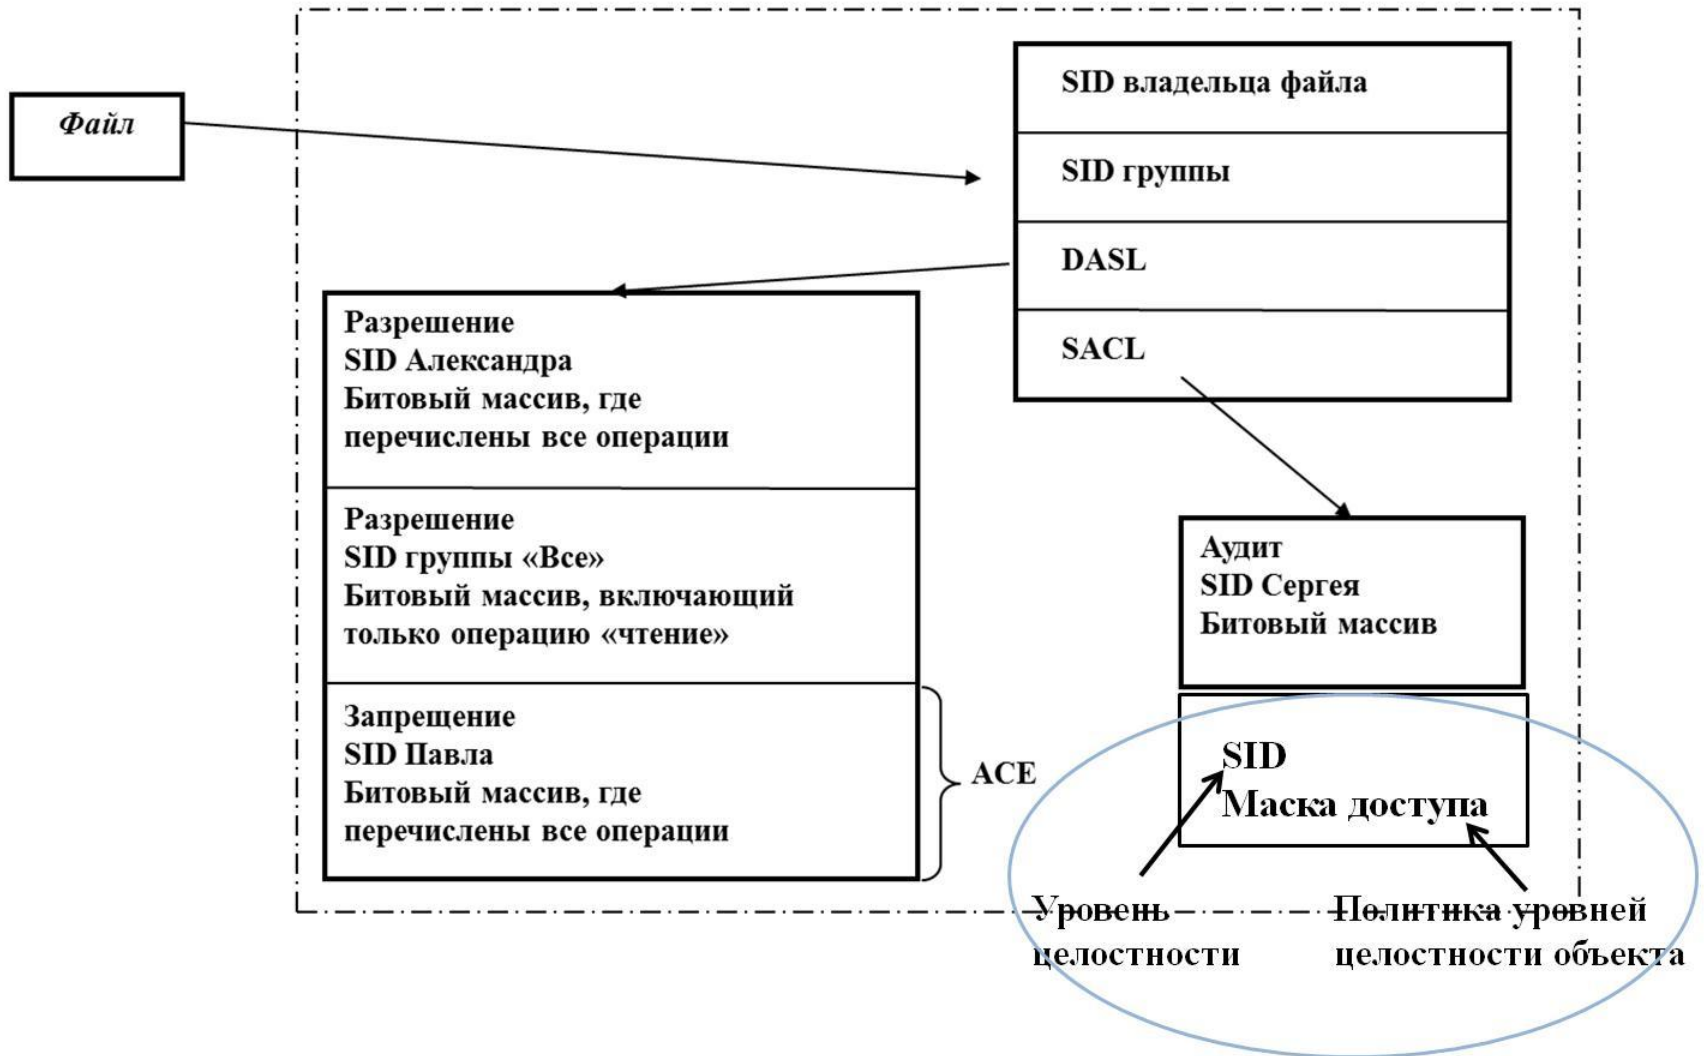 Файл
SID владельца файла
SID группы
DASL
SACL
Разрешение
SID Александра
Битовый массив, где
перечислены все операции
Разрешение
SID группы «Все»
Битовый массив, включающий
только операцию «чтение»
Запрещение
SID Павла
Битовый массив, где
перечислены все операции
ACE
Аудит
SID Сергея
Битовый массив
SID
Маска доступа
Уровень
целостности
Политика уровней
целостности объекта